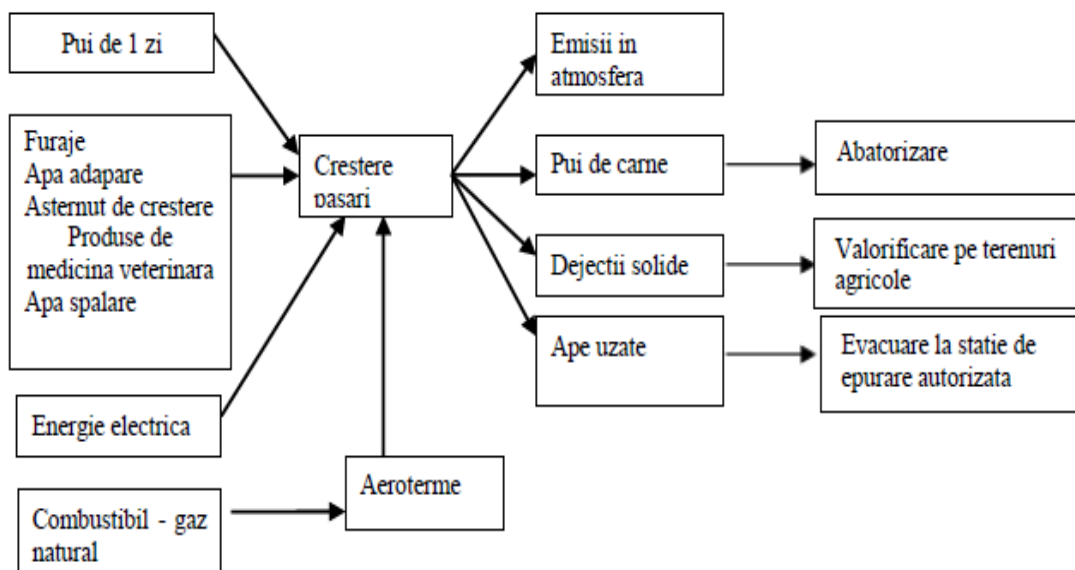 Pui de 1 zi
Furaje
Apa adapare
Asternut de crestere
Produse de
medicina veterinara
Apa spalare
Energie electrica
Combustibil - gaz
natural
Aeroterme
Crestere
pasari
Emisii in
atmosfera
Pui de carne
Dejectii solide
Ape uzate
Abatorizare
Valorificare pe terenuri
agricole
Evacuare la statie de
epurare autorizata